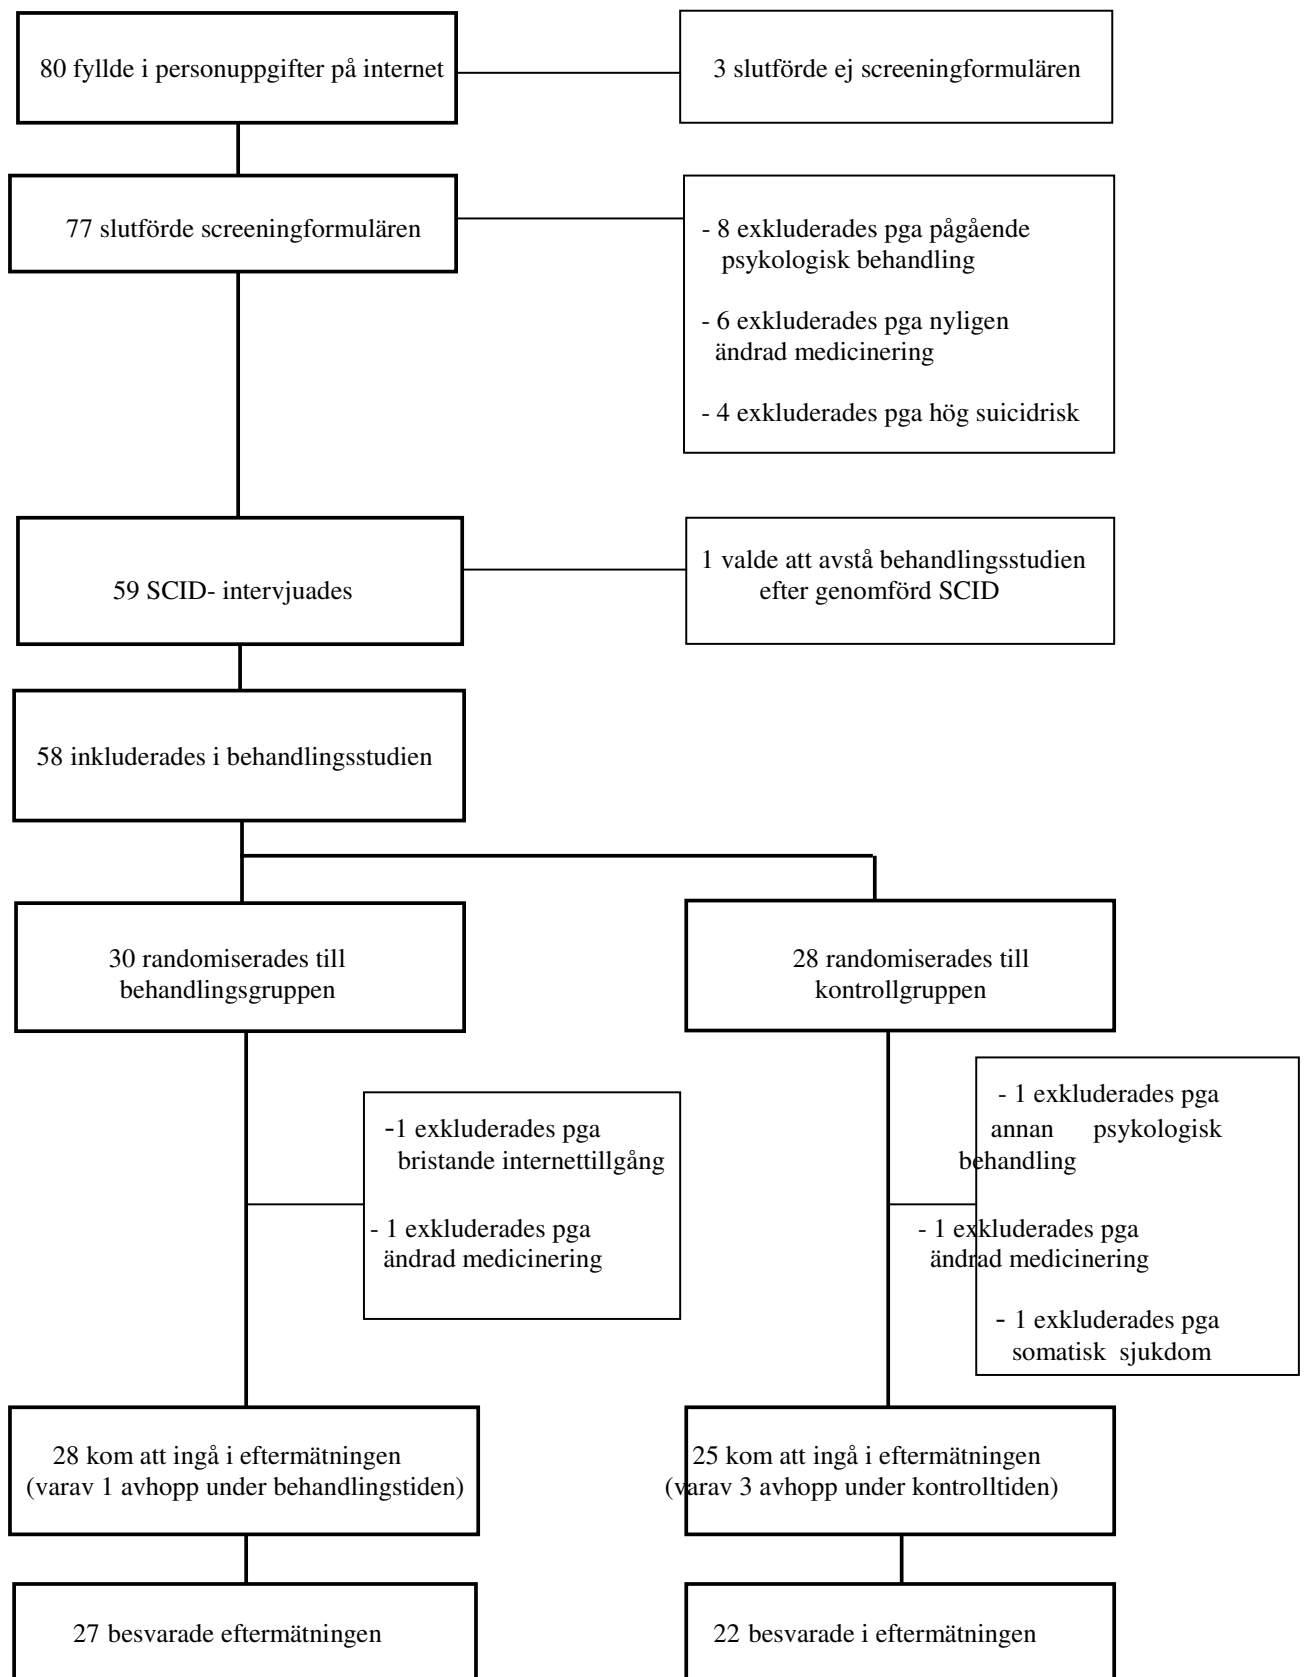 80 fyllde i personuppgifter på internet
3 slutförde ej screeningformulären
77 slutförde screeningformulären
- 8 exkluderades pga pågående
psykologisk behandling
- 6 exkluderades pga nyligen
ändrad medicinering
- 4 exkluderades pga hög suicidrisk
59 SCID- intervjuades
1 valde att avstå behandlingsstudien
efter genomförd SCID
58 inkluderades i behandlingsstudien
30 randomiserades till
behandlingsgruppen
28 randomiserades till
kontrollgruppen
-1 exkluderades pga
bristande internettillgång
- 1 exkluderades pga
ändrad medicinering
- 1 exkluderades pga
annan psykologisk
behandling
- 1 exkluderades pga
ändrad medicinering
- 1 exkluderades pga
somatisk sjukdom
28 kom att ingå i eftermätningen
(varav 1 avhopp under behandlingstiden)
25 kom att ingå i eftermätningen
(varav 3 avhopp under kontrolltiden)
27 besvarade eftermätningen
22 besvarade i eftermätningen